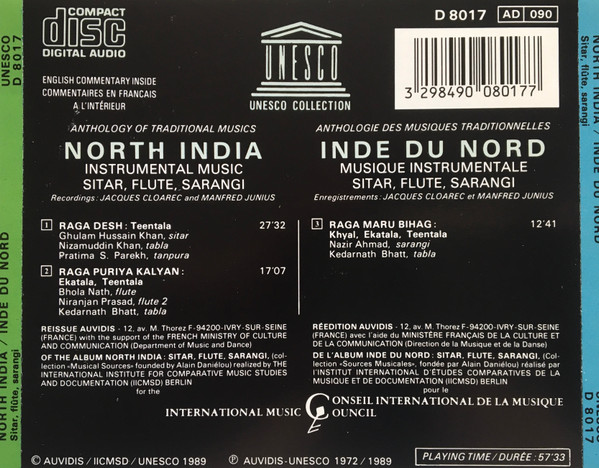 COMPACT
disc
DIGITAL AUDIO
ENGLISH COMMENTARY INSIDE
COMMENTAIRES EN FRANCAIS
A L'INTÉRIEUR
UNESCO
UNESCO COLLECTION
D 8017 AD 090
3 298490 080177
ANTHOLOGY OF TRADITIONAL MUSICS
NORTH INDIA
INSTRUMENTAL MUSIC
SITAR, FLUTE, SARANGI
Recordings: JACQUES CLOAREC and MANFRED JUNIUS
ANTHOLOGIE DES MUSIQUES TRADITIONNELLES
INDE DU NORD
MUSIQUE INSTRUMENTALE
SITAR, FLUTE, SARANGI
Enregistrements: JACQUES CLOAREC et MANFRED JUNIUS
1 RAGA DESH: Teentala 27'32
Ghulam Hussain Khan, sitar
Nizamuddin Khan, tabla
Pratima S. Parekh, tanpura
2 RAGA PURIYA KALYAN: 17'07
Ekatala, Teentala
Bhola Nath, flute
Niranjan Prasad, flute 2
Kedarnath Bhatt, tabla
3 RAGA MARU BIHAG: 12'41
Khyal, Ekatala, Teentala
Nazir Ahmad, sarangi
Kedarnath Bhatt, tabla
REISSUE AUVIDIS - 12, av. M. Thorez F-94200-IVRY-SUR-SEINE
(FRANCE) with the support of the FRENCH MINISTRY OF CULTURE
AND COMMUNICATION (Department of Music and Dance)
OF THE ALBUM NORTH INDIA: SITAR, FLUTE, SARANGI, (col-
lection «Musical Sources» founded by Alain Daniélou) realized by THE
INTERNATIONAL INSTITUTE FOR COMPARATIVE MUSIC STUDIES
AND DOCUMENTATION (IICMSD) BERLIN
for the
RÉEDITION AUVIDIS - 12, av. M. Thorez F-94200-IVRY-SUR-SEINE
(FRANCE) avec l'aide du MINISTÈRE FRANÇAIS DE LA CULTURE ET
DE LA COMMUNICATION (Direction de la Musique et de la Danse)
DE L'ALBUM INDE DU NORD: SITAR, FLUTE, SARANGI, (collec-
tion «Sources Musicales», fondée par Alain Daniélou) réalisé par
l'INSTITUT INTERNATIONAL D'ÉTUDES COMPARATIVES DE LA
MUSIQUE ET DE DOCUMENTATION (IICMSD) BERLIN
pour le
INTERNATIONAL MUSIC COUNCIL
CONSEIL INTERNATIONAL DE LA MUSIQUE
© AUVIDIS / IICMSD / UNESCO 1989 ℗ AUVIDIS-UNESCO 1972 / 1989
PLAYING TIME / DURÉE: 57'33
UNESCO
D 8017
NORTH INDIA / INDE DU NORD
Sitar, flûte, sarangi
NORTH INDIA / INDE DU NORD
Sitar, flûte, sarangi
UNESCO
D 8017